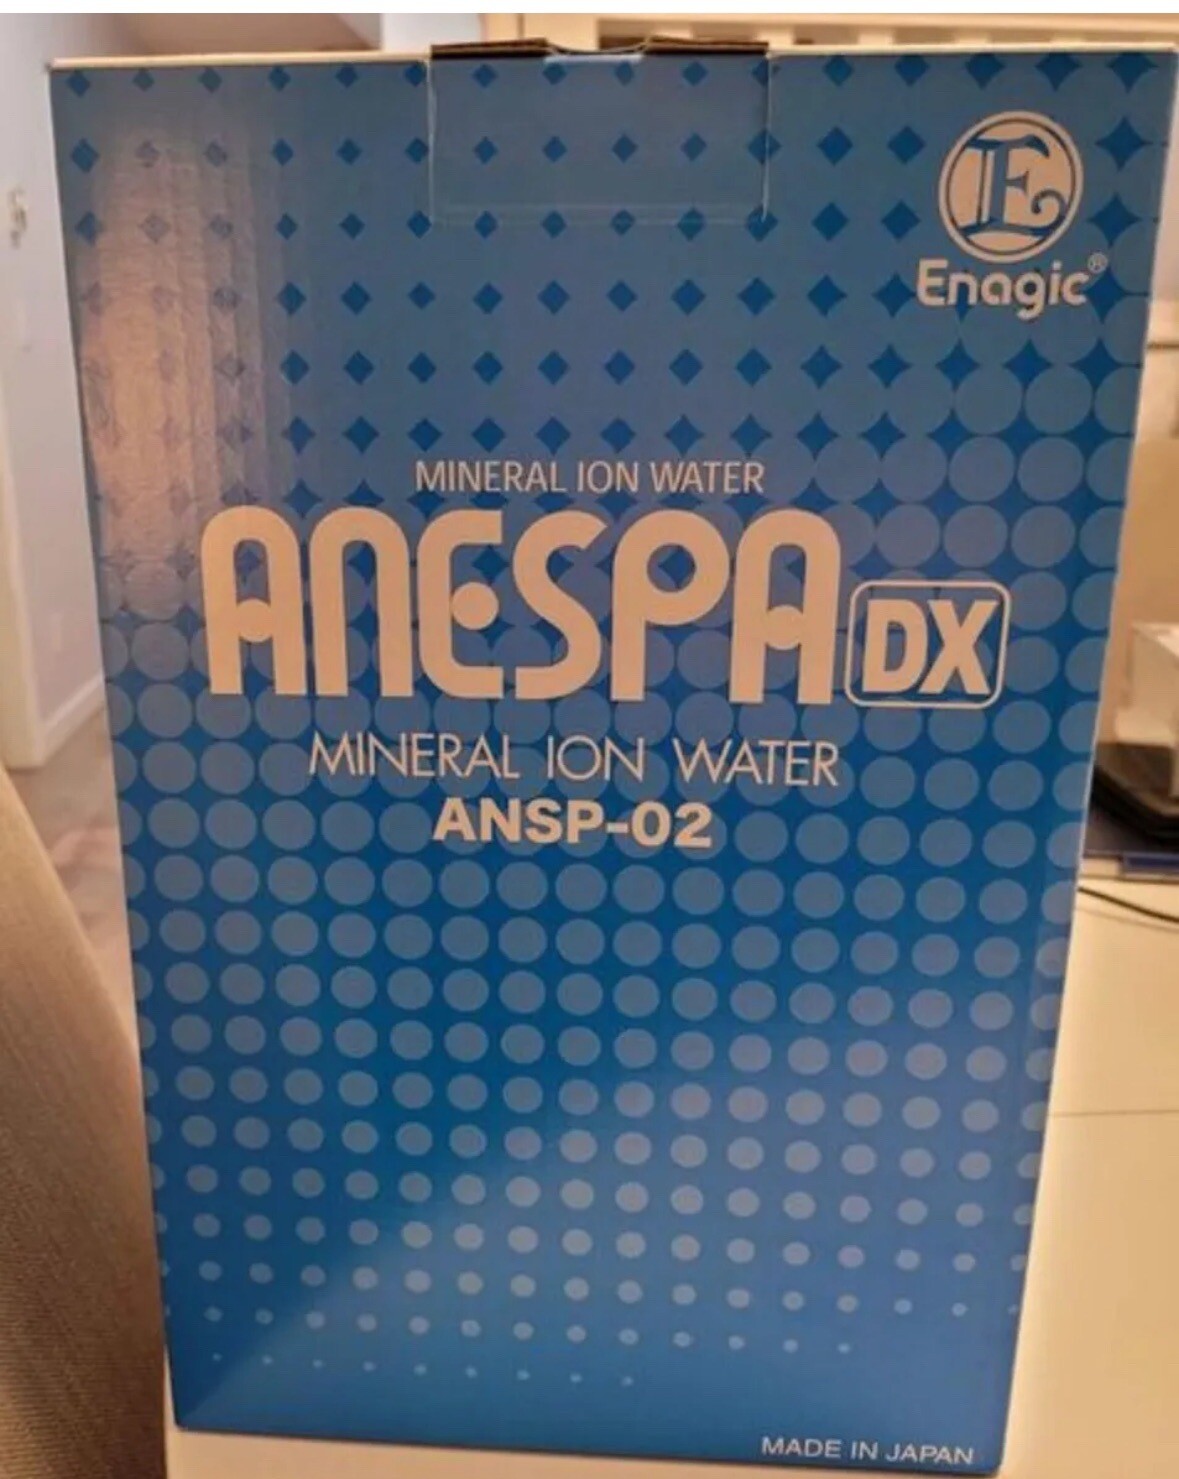 E
Enagic®
MINERAL ION WATER
ANESPA DX
MINERAL ION WATER
ANSP-02
MADE IN JAPAN